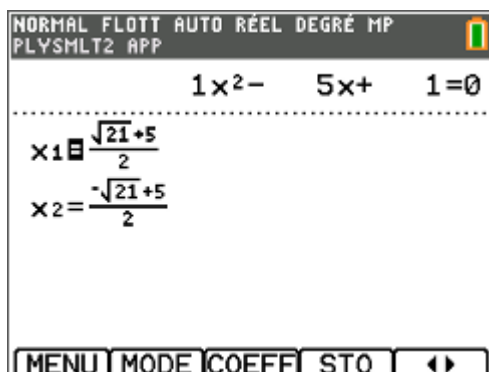 NORMAL FLOTT AUTO RÉEL DEGRÉ MP
PLYSMLT2 APP
1x²− 5x+ 1=0
x1=(√21+5)/2
x2=(-√21+5)/2
MENU MODE COEFF STO ◄►